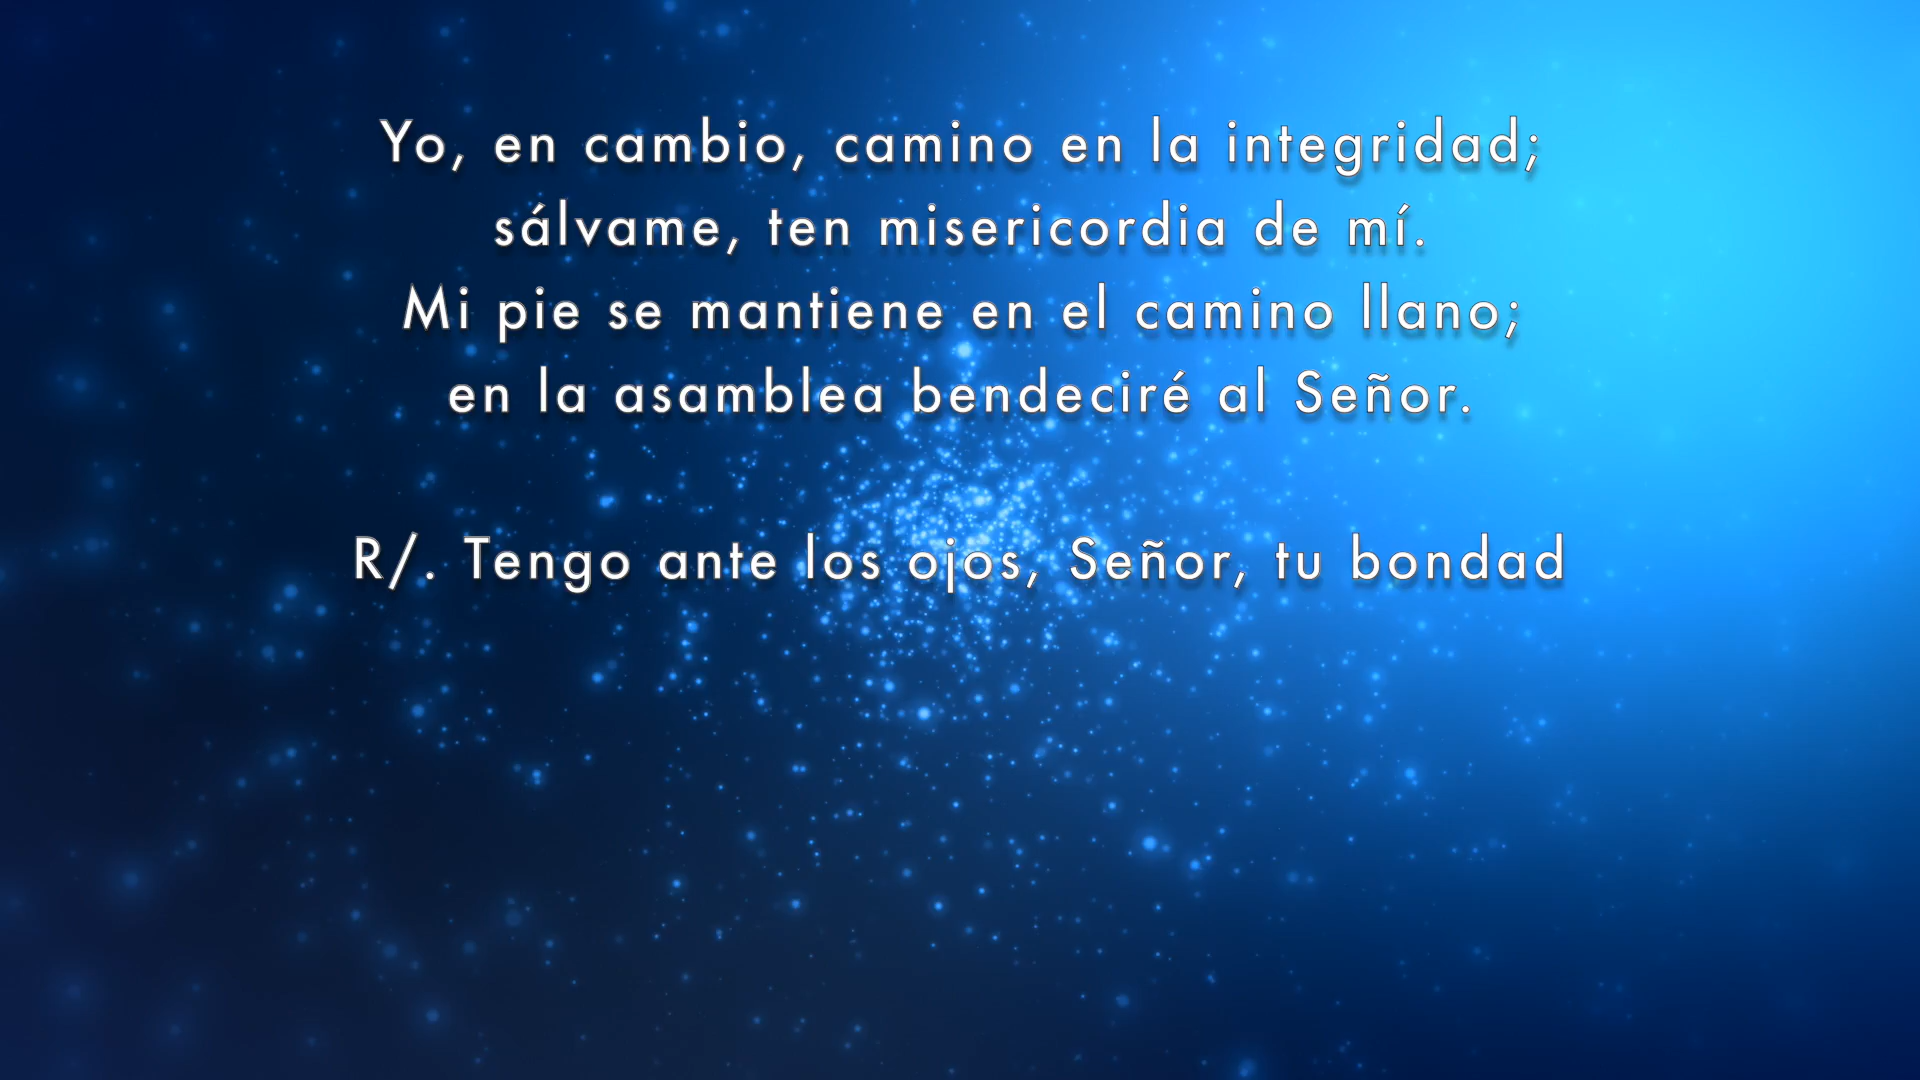 Yo, en cambio, camino en la integridad;
sálvame, ten misericordia de mí.
Mi pie se mantiene en el camino llano;
en la asamblea bendeciré al Señor.
R/. Tengo ante los ojos, Señor, tu bondad